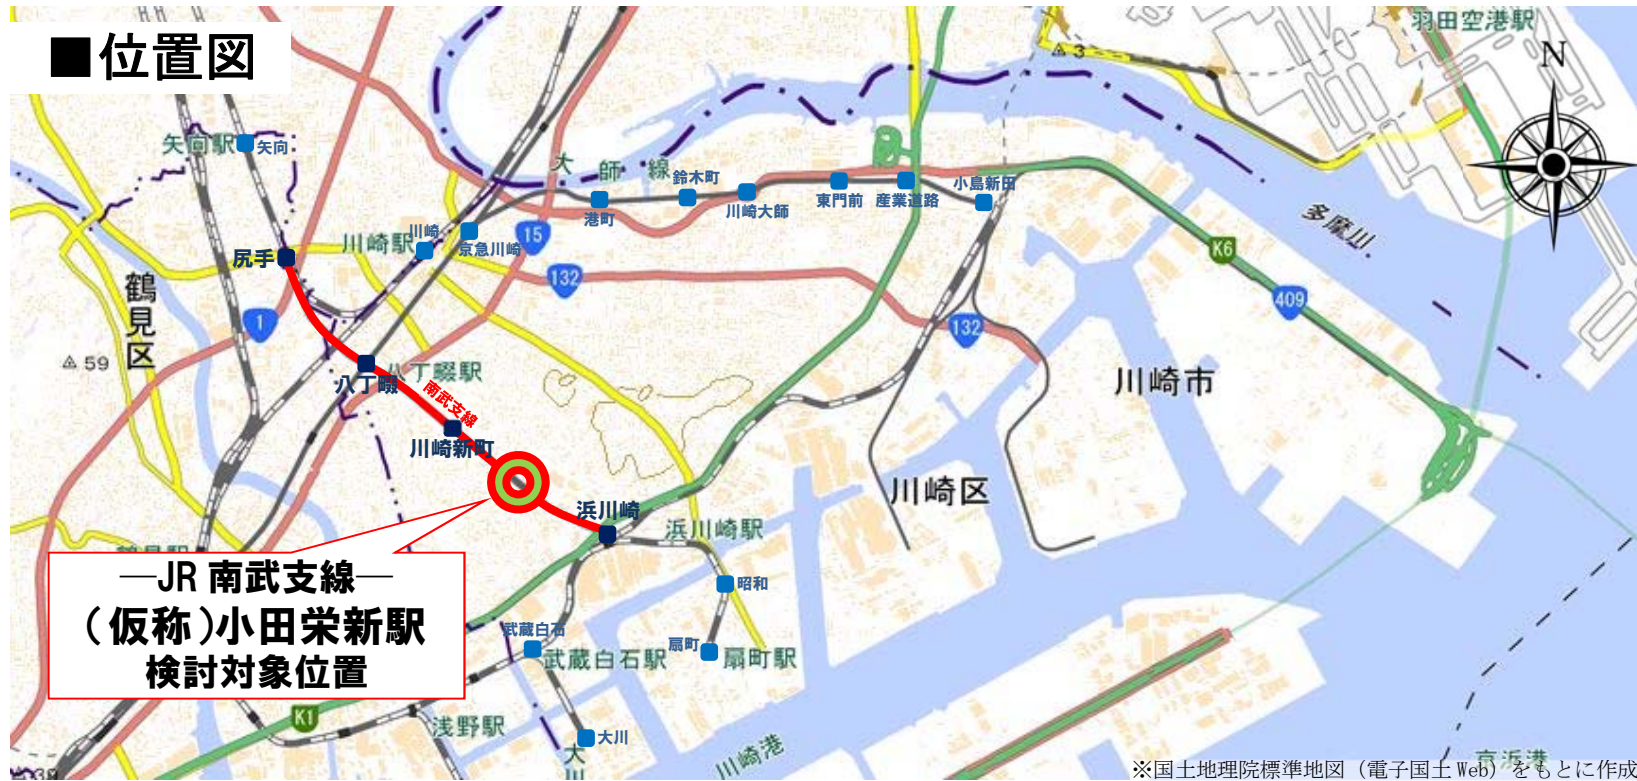 ■位置図
羽田空港駅
N
3
矢向駅
矢向
大師線
鈴木町
小島新田
港町
川崎大師
東門前
産業道路
多摩川
川崎
川崎駅
京急川崎
15
K6
尻手
132
409
鶴見区
1
132
59
八丁畷駅
八丁畷
南武支線
川崎市
川崎新町
川崎区
浜川崎
浜川崎駅
―JR 南武支線―
（仮称）小田栄新駅
検討対象位置
昭和
武蔵白石
武蔵白石駅
扇町
扇町駅
K1
浅野駅
大川
大川
川崎港
京浜港
※国土地理院標準地図（電子国土 Web）をもとに作成